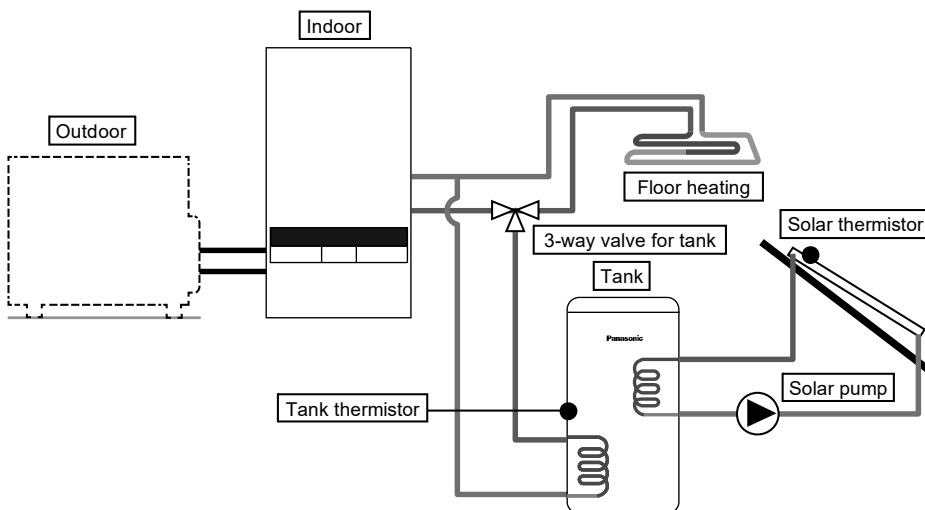 Indoor
Outdoor
Floor heating
Solar thermistor
3-way valve for tank
Tank
Panasonic
Solar pump
Tank thermistor